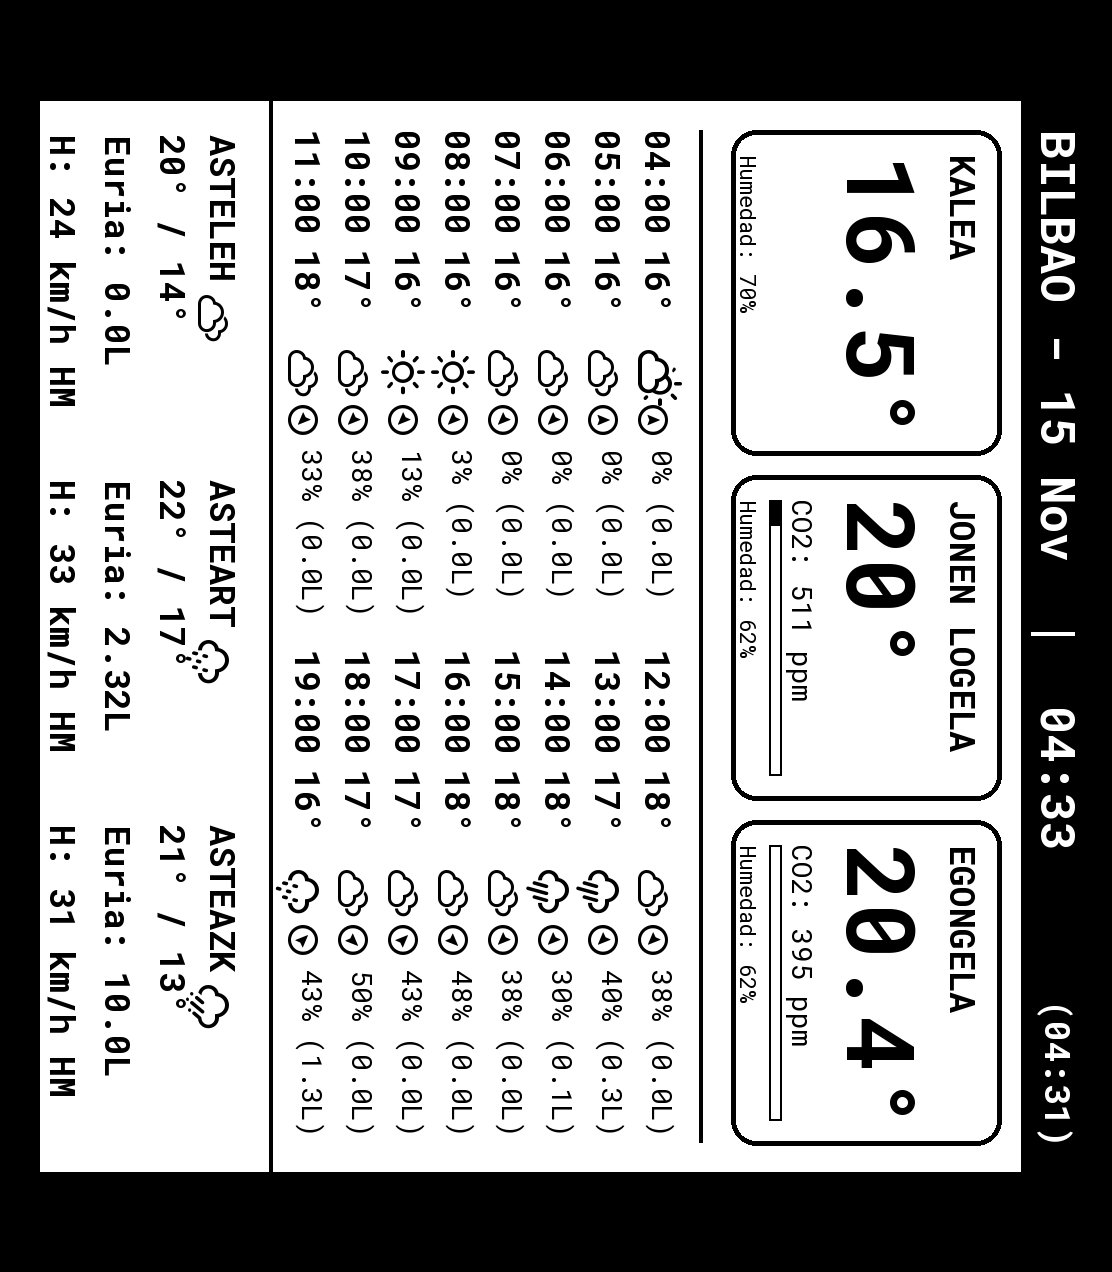 BILBAO - 15 Nov | 04:33 (04:31)
KALEA
16.5°
Humedad: 70%
JONEN LOGELA
20°
CO2: 511 ppm
Humedad: 62%
EGONGELA
20.4°
CO2: 395 ppm
Humedad: 62%
04:00 16° 0% (0.0L)
05:00 16° 0% (0.0L)
06:00 16° 0% (0.0L)
07:00 16° 0% (0.0L)
08:00 16° 3% (0.0L)
09:00 16° 13% (0.0L)
10:00 17° 38% (0.0L)
11:00 18° 33% (0.0L)
12:00 18° 38% (0.0L)
13:00 17° 40% (0.3L)
14:00 18° 30% (0.1L)
15:00 18° 38% (0.0L)
16:00 18° 48% (0.0L)
17:00 17° 43% (0.0L)
18:00 17° 50% (0.0L)
19:00 16° 43% (1.3L)
ASTELEH
20° / 14°
Euria: 0.0L
H: 24 km/h HM
ASTEART
22° / 17°
Euria: 2.32L
H: 33 km/h HM
ASTEAZK
21° / 13°
Euria: 10.0L
H: 31 km/h HM